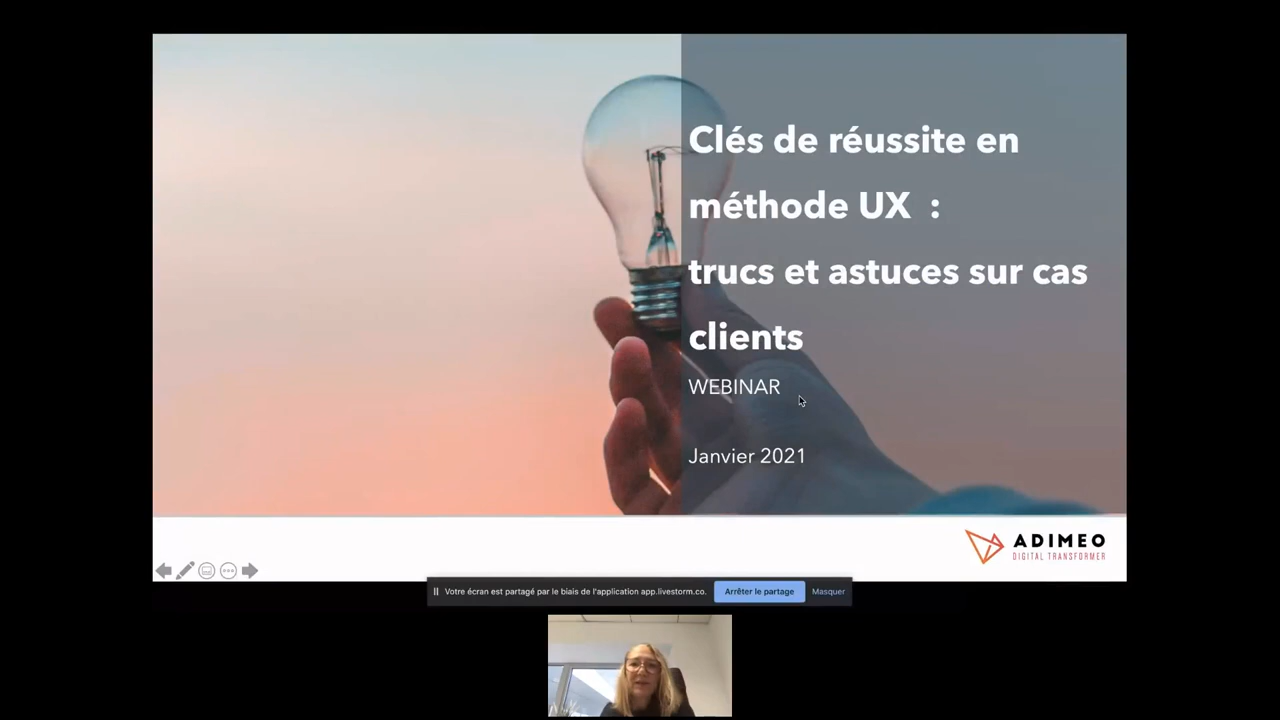 Clés de réussite en
méthode UX  :
trucs et astuces sur cas
clients
WEBINAR
Janvier 2021
ADIMEO
DIGITAL TRANSFORMER
Votre écran est partagé par le biais de l'application app.livestorm.co.
Arrêter le partage
Masquer